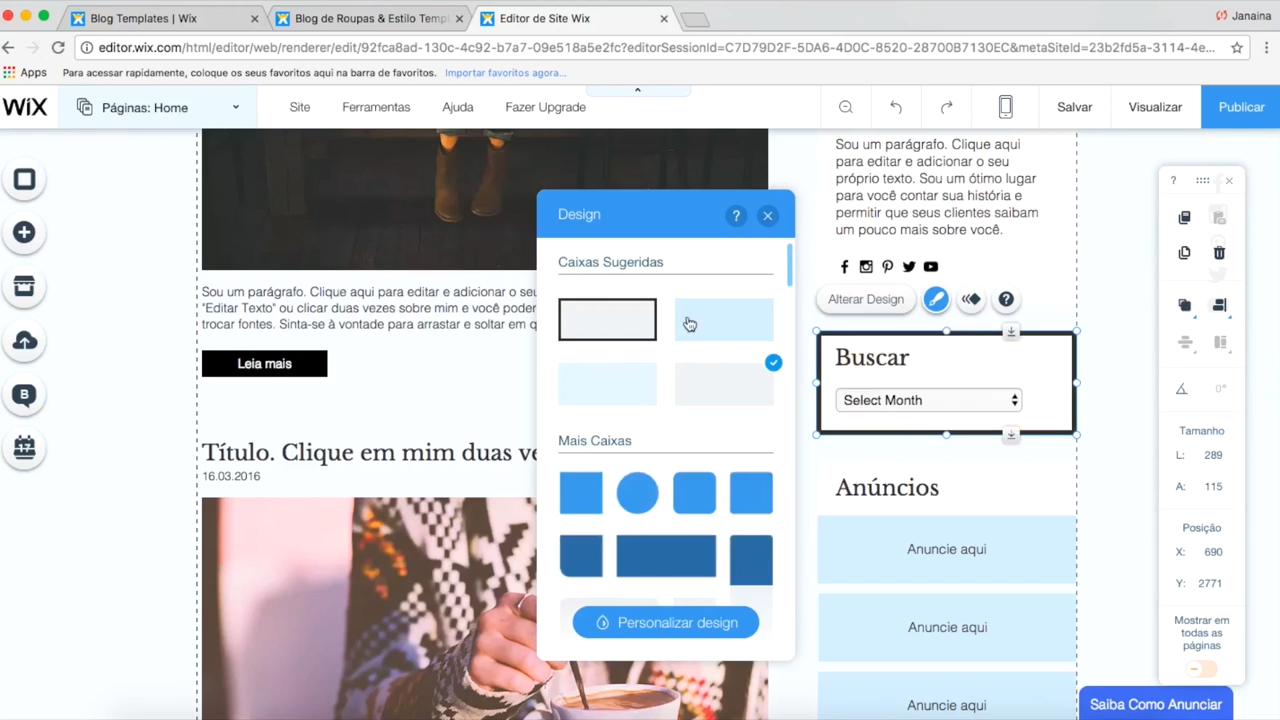 Blog Templates | Wix
Blog de Roupas & Estilo Templ
Editor de Site Wix
Janaina
editor.wix.com/html/editor/web/renderer/edit/92fca8ad-130c-4c92-b7a7-09e518a5e2fc?editorSessionId=C7D79D2F-5DA6-4D0C-8520-28700B7130EC&metaSiteId=23b2fd5a-3114-4e...
Apps
Para acessar rapidamente, coloque os seus favoritos aqui na barra de favoritos.
Importar favoritos agora...
WiX
Páginas: Home
Site
Ferramentas
Ajuda
Fazer Upgrade
Salvar
Visualizar
Publicar
Sou um parágrafo. Clique aqui
para editar e adicionar o seu
próprio texto. Sou um ótimo lugar
para você contar sua história e
permitir que seus clientes saibam
um pouco mais sobre você.
Sou um parágrafo. Clique aqui para editar e adicionar o se
"Editar Texto" ou clicar duas vezes sobre mim e você poder
trocar fontes. Sinta-se à vontade para arrastar e soltar em q
Leia mais
Título. Clique em mim duas ve
16.03.2016
Design
?
Caixas Sugeridas
Mais Caixas
Personalizar design
Alterar Design
?
Buscar
Select Month
Anúncios
Anuncie aqui
Anuncie aqui
Anuncie aqui
B
17
?
0°
Tamanho
L: 289
A: 115
Posição
X: 690
Y: 2771
Mostrar em
todas as
páginas
Saiba Como Anunciar